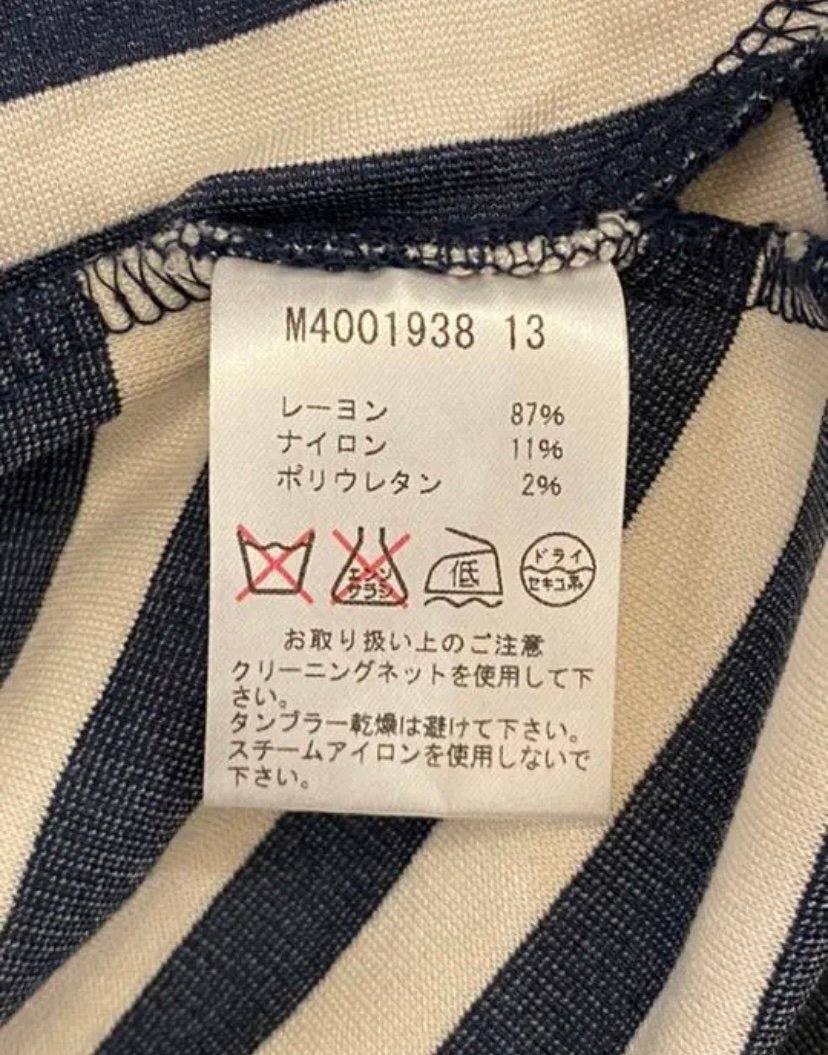 M4001938 13
レーヨン 87%
ナイロン 11%
ポリウレタン 2%
エンソ
サラシ
低
ドライ
セキユ系
お取り扱い上のご注意
クリーニングネットを使用して下
さい。
タンブラー乾燥は避けて下さい。
スチームアイロンを使用しないで
下さい。